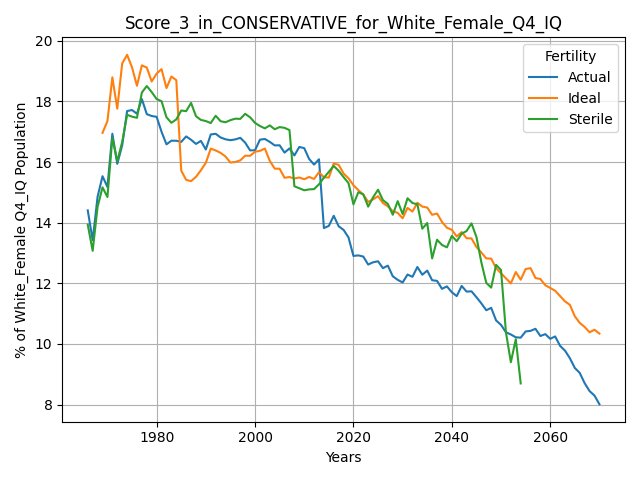 Score_3_in_CONSERVATIVE_for_White_Female_Q4_IQ
Fertility
Actual
Ideal
Sterile
% of White_Female Q4_IQ Population
20
18
16
14
12
10
8
1980
2000
2020
2040
2060
Years